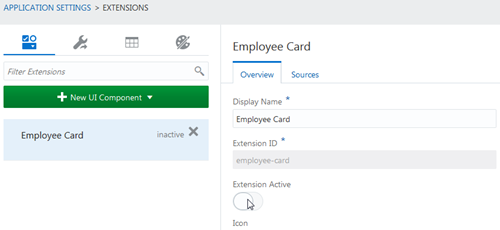 APPLICATION SETTINGS > EXTENSIONS
Filter Extensions
+ New UI Component
Employee Card
inactive
Employee Card
Overview
Sources
Display Name *
Employee Card
Extension ID *
employee-card
Extension Active
Icon